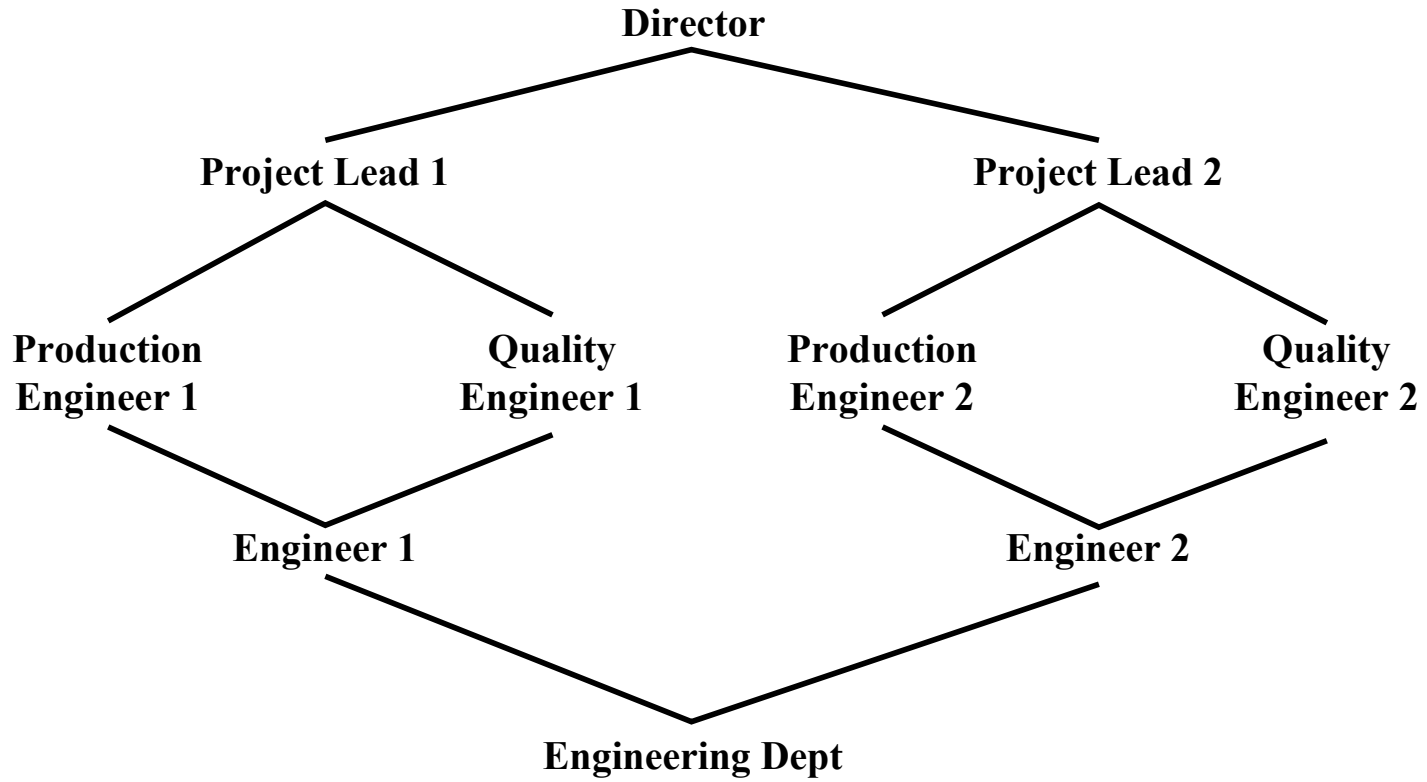 Director
Project Lead 1
Project Lead 2
Production
Engineer 1
Quality
Engineer 1
Production
Engineer 2
Quality
Engineer 2
Engineer 1
Engineer 2
Engineering Dept